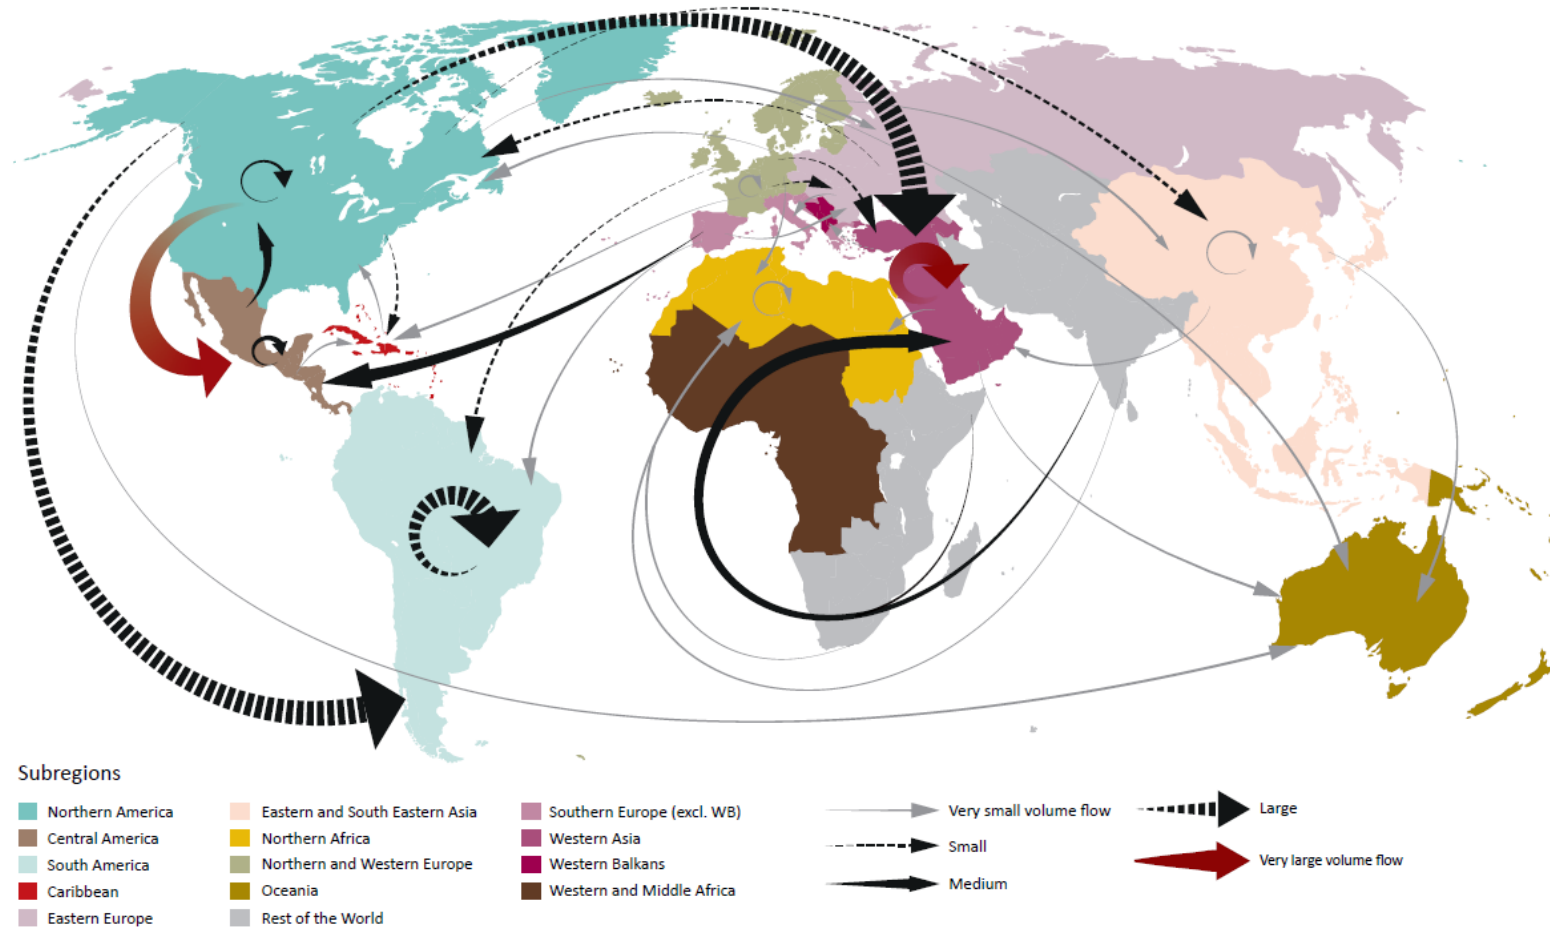 Subregions
Northern America
Central America
South America
Caribbean
Eastern Europe
Eastern and South Eastern Asia
Northern Africa
Northern and Western Europe
Oceania
Rest of the World
Southern Europe (excl. WB)
Western Asia
Western Balkans
Western and Middle Africa
Very small volume flow
Small
Medium
Large
Very large volume flow